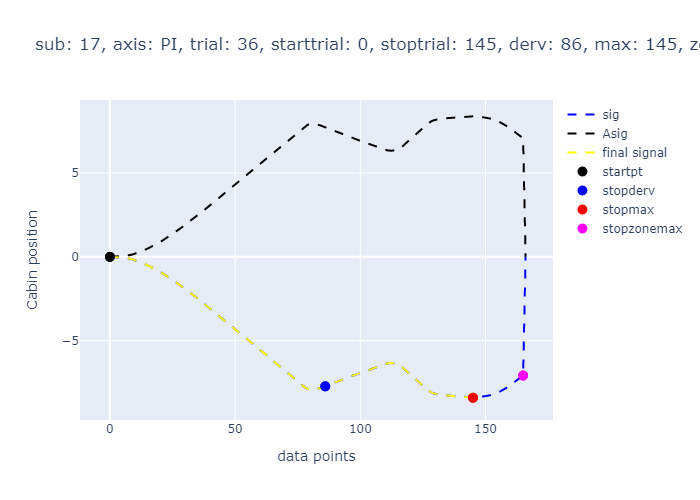 sub: 17, axis: PI, trial: 36, starttrial: 0, stoptrial: 145, derv: 86, max: 145,
sig
Asig
final signal
startpt
stopderv
stopmax
stopzonemax
5
0
−5
Cabin position
0
50
100
150
data points